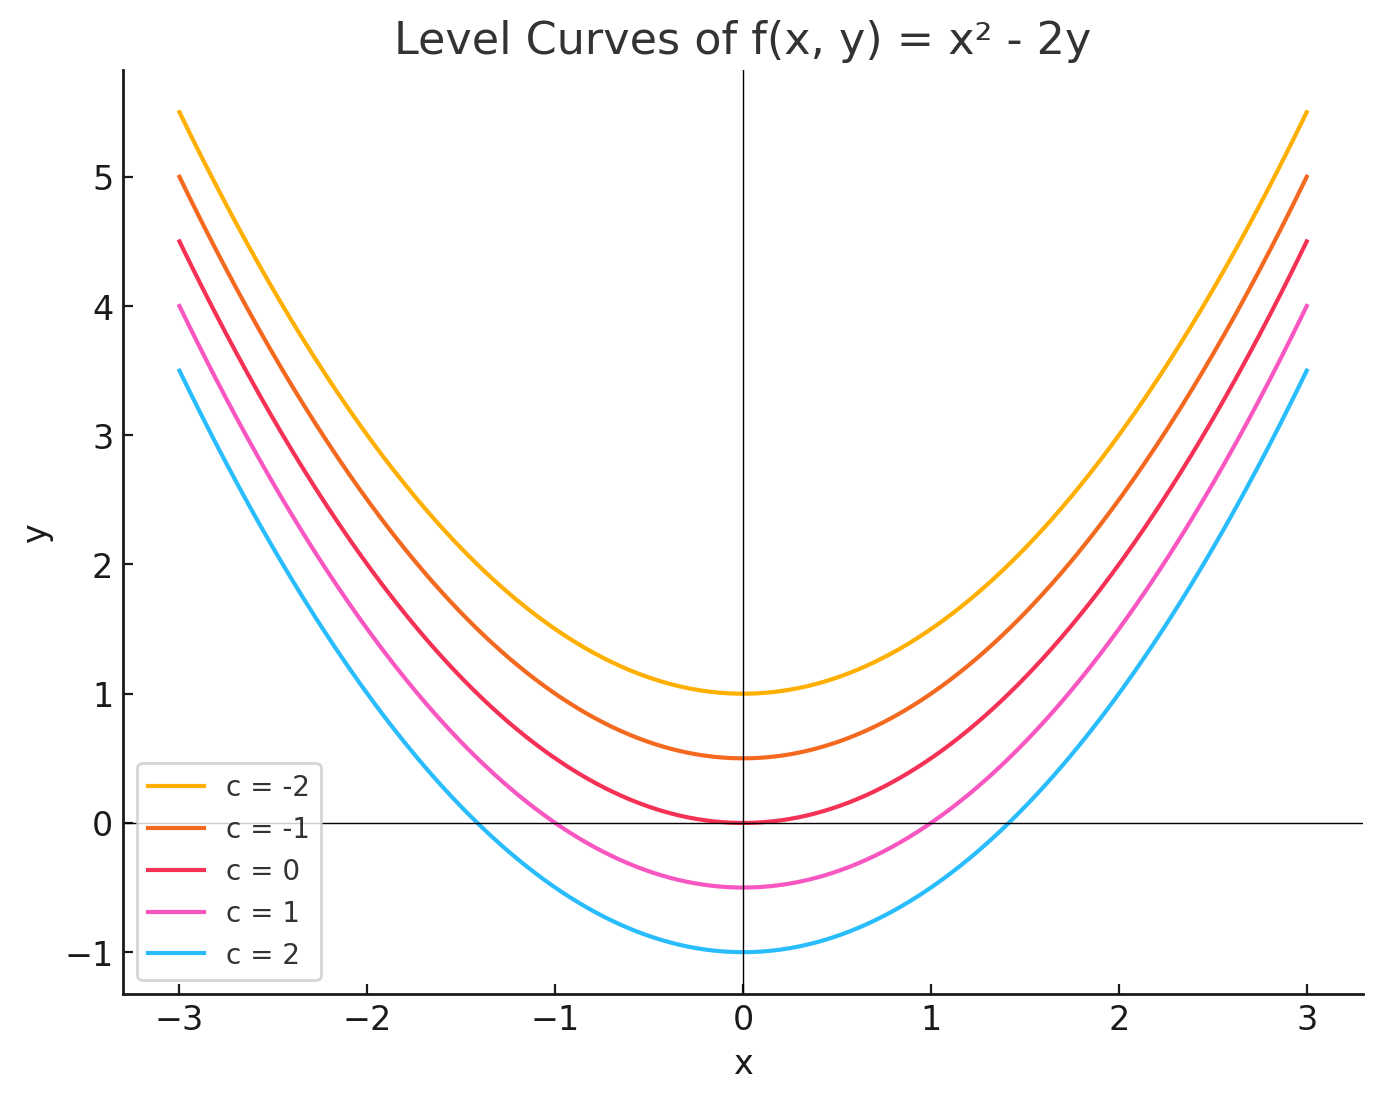 Level Curves of f(x, y) = x² - 2y
5
4
3
2
1
0
−1
y
c = -2
c = -1
c = 0
c = 1
c = 2
−3 −2 −1 0 1 2 3
x